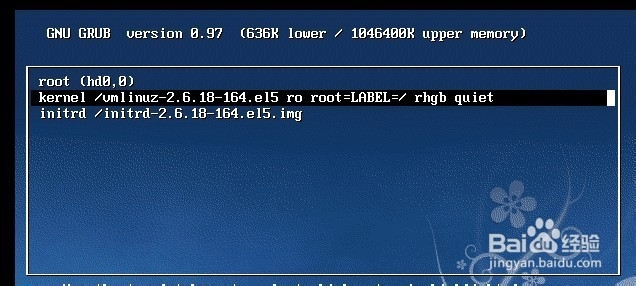 GNU GRUB  version 0.97  (636K lower / 1046400K upper memory)
root (hd0,0)
kernel /vmlinuz-2.6.18-164.el5 ro root=LABEL=/ rhgb quiet
initrd /initrd-2.6.18-164.el5.img
Bai 经验
jingyan.baidu.com